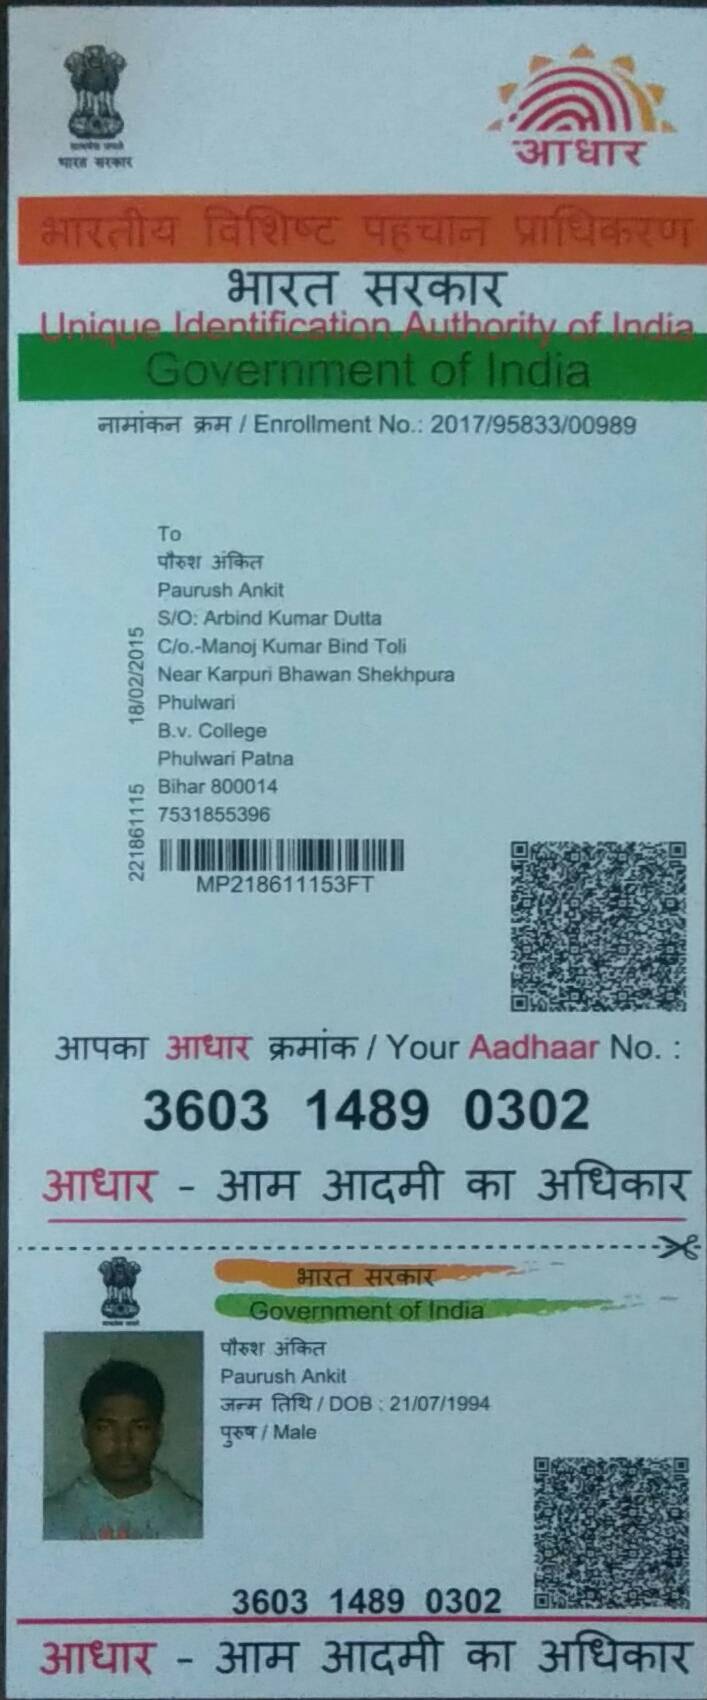 सत्यमेव जयते
भारत सरकार
आधार
भारतीय विशिष्ट पहचान प्राधिकरण
भारत सरकार
Unique Identification Authority of India
Government of India
नामांकन क्रम / Enrollment No.: 2017/95833/00989
To
पौरुश अंकित
Paurush Ankit
S/O: Arbind Kumar Dutta
C/o.-Manoj Kumar Bind Toli
Near Karpuri Bhawan Shekhpura
Phulwari
B.v. College
Phulwari Patna
Bihar 800014
7531855396
18/02/2015
221861115
MP218611153FT
आपका आधार क्रमांक / Your Aadhaar No. :
3603 1489 0302
आधार - आम आदमी का अधिकार
भारत सरकार
Government of India
पौरुश अंकित
Paurush Ankit
जन्म तिथि / DOB : 21/07/1994
पुरुष / Male
3603 1489 0302
आधार - आम आदमी का अधिकार